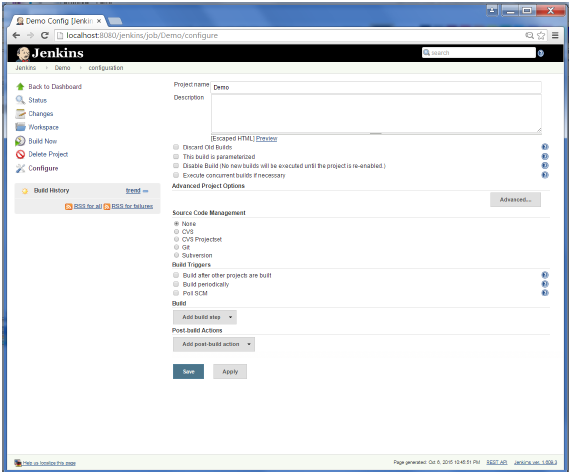 Demo Config [Jenkins
localhost:8080/jenkins/job/Demo/configure
Jenkins
search
Jenkins Demo configuration
Back to Dashboard
Status
Changes
Workspace
Build Now
Delete Project
Configure
Build History trend
RSS for all RSS for failures
Project name Demo
Description
[Escaped HTML] Preview
Discard Old Builds
This build is parameterized
Disable Build (No new builds will be executed until the project is re-enabled.)
Execute concurrent builds if necessary
Advanced Project Options
Advanced...
Source Code Management
None
CVS
CVS Projectset
Git
Subversion
Build Triggers
Build after other projects are built
Build periodically
Poll SCM
Build
Add build step
Post-build Actions
Add post-build action
Save Apply
Help us localize this page
Page generated: Oct 6, 2015 10:45:51 PM REST API Jenkins ver. 1.609.3